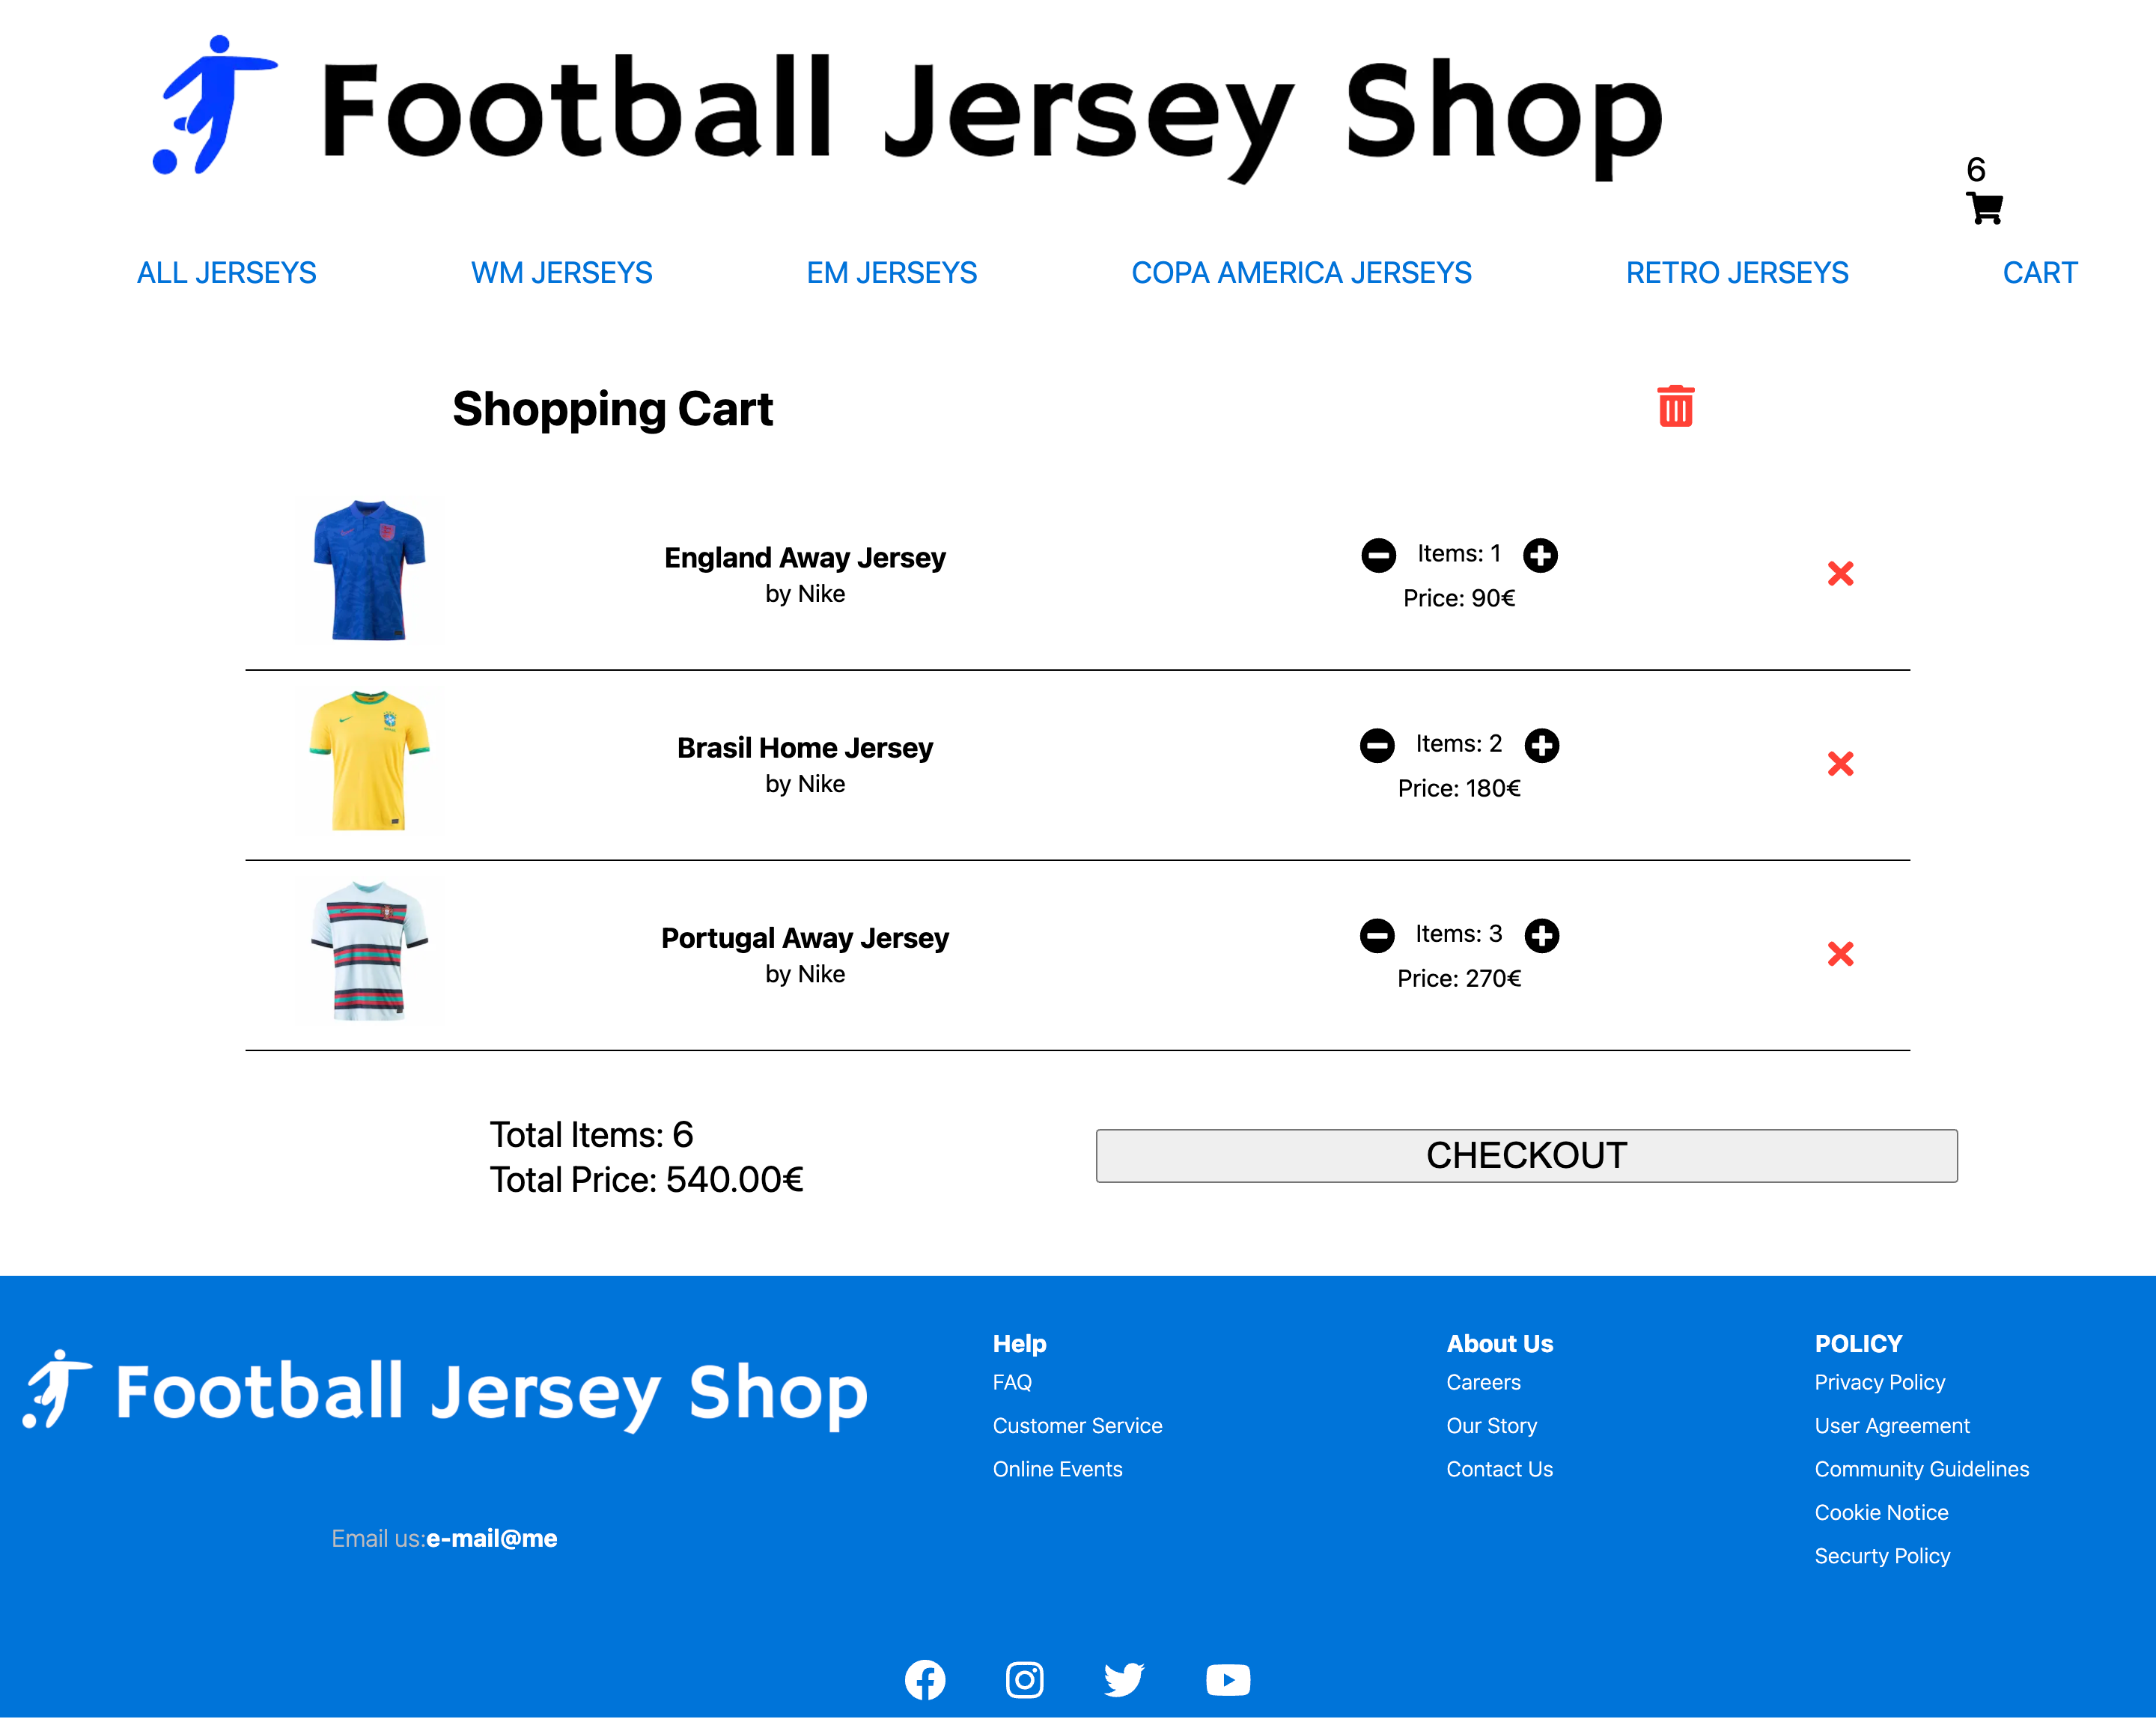 Football Jersey Shop
6
ALL JERSEYS
WM JERSEYS
EM JERSEYS
COPA AMERICA JERSEYS
RETRO JERSEYS
CART
Shopping Cart
England Away Jersey
by Nike
Items: 1
Price: 90€
Brasil Home Jersey
by Nike
Items: 2
Price: 180€
Portugal Away Jersey
by Nike
Items: 3
Price: 270€
Total Items: 6
Total Price: 540.00€
CHECKOUT
Football Jersey Shop
Email us:e-mail@me
Help
FAQ
Customer Service
Online Events
About Us
Careers
Our Story
Contact Us
POLICY
Privacy Policy
User Agreement
Community Guidelines
Cookie Notice
Securty Policy